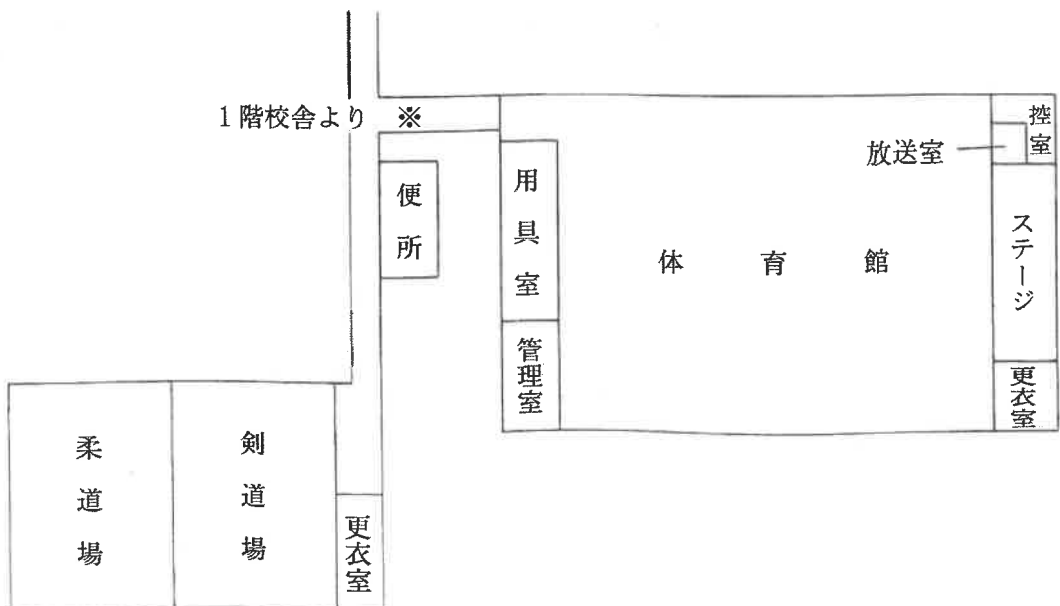 1階校舎より ※
控室
放送室
便所
用具室
体育館
ステージ
管理室
更衣室
柔道場
剣道場
更衣室